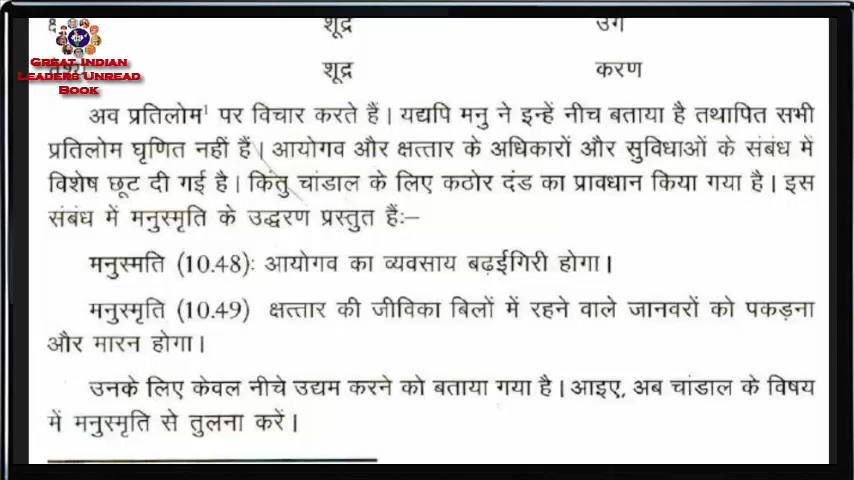 शूद्र उग
GREAT INDIAN
LEADERS UNREAD
BOOK
शूद्र करण
अव प्रतिलोम¹ पर विचार करते हैं। यद्यपि मनु ने इन्हें नीच बताया है तथापित सभी
प्रतिलोम घृणित नहीं हैं। आयोगव और क्षत्तार के अधिकारों और सुविधाओं के संबंध में
विशेष छूट दी गई है। किंतु चांडाल के लिए कठोर दंड का प्रावधान किया गया है। इस
संबंध में मनुस्मृति के उद्धरण प्रस्तुत हैं:–
मनुस्मति (10.48): आयोगव का व्यवसाय बढ़ईगिरी होगा।
मनुस्मृति (10.49) क्षत्तार की जीविका बिलों में रहने वाले जानवरों को पकड़ना
और मारन होगा।
उनके लिए केवल नीचे उद्यम करने को बताया गया है। आइए, अब चांडाल के विषय
में मनुस्मृति से तुलना करें।